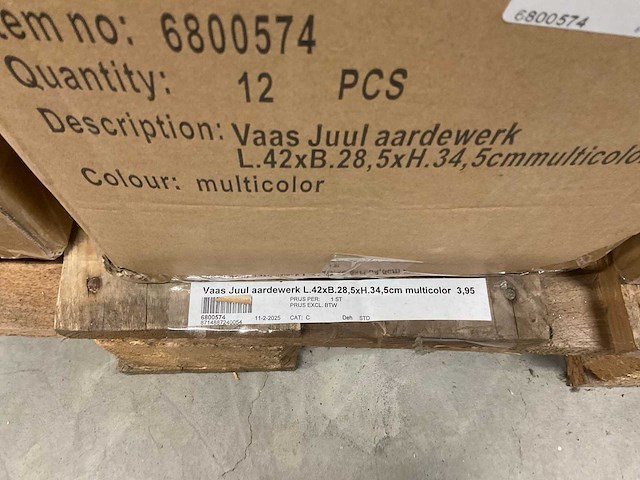 6800574
em no: 6800574
Quantity: 12 PCS
Description: Vaas Juul aardewerk
L.42xB.28,5xH.34,5cmmulticolo
Colour: multicolor
Vaas Juul aardewerk L.42xB.28,5xH.34,5cm multicolor 3,95
PRIJS PER: 1 ST
PRIJS EXCL. BTW
6800574 11-2-2025 CAT: C Deh STD